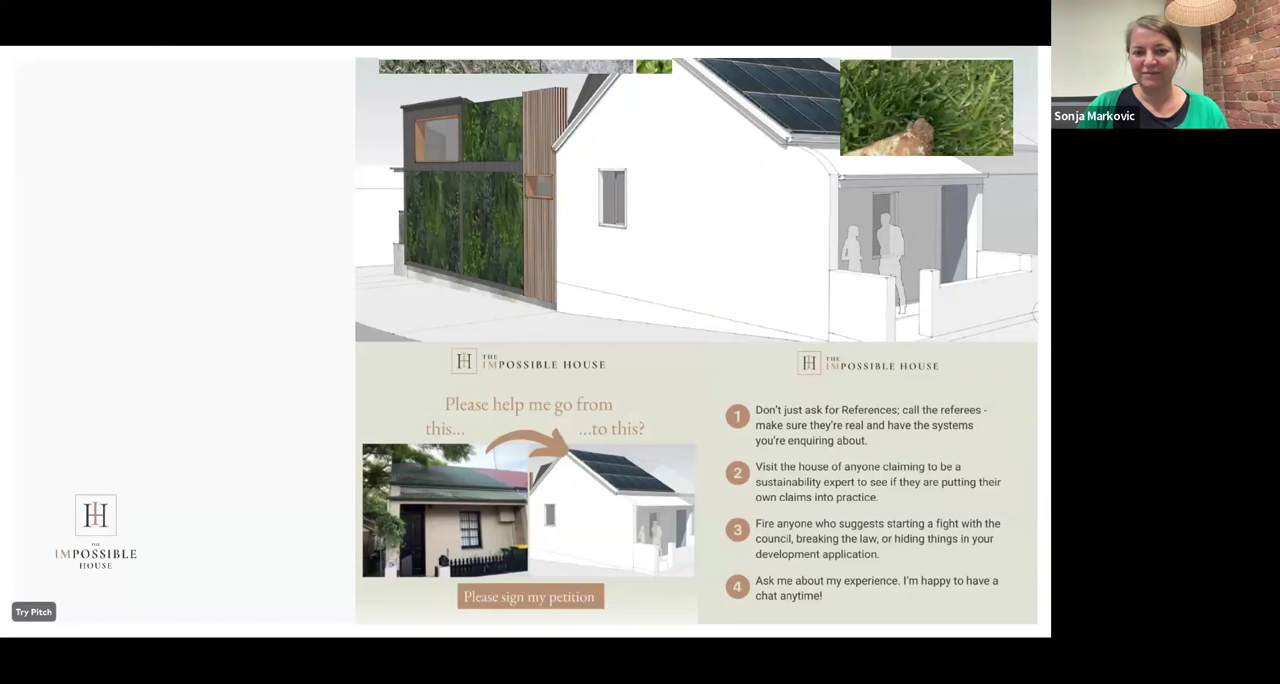 Sonja Markovic
THE
IMPOSSIBLE HOUSE
Please help me go from
this... ...to this?
Please sign my petition
THE
IMPOSSIBLE HOUSE
1 Don't just ask for References; call the referees -
make sure they're real and have the systems
you're enquiring about.
2 Visit the house of anyone claiming to be a
sustainability expert to see if they are putting their
own claims into practice.
3 Fire anyone who suggests starting a fight with the
council, breaking the law, or hiding things in your
development application.
4 Ask me about my experience. I'm happy to have a
chat anytime!
THE
IMPOSSIBLE
HOUSE
Try Pitch